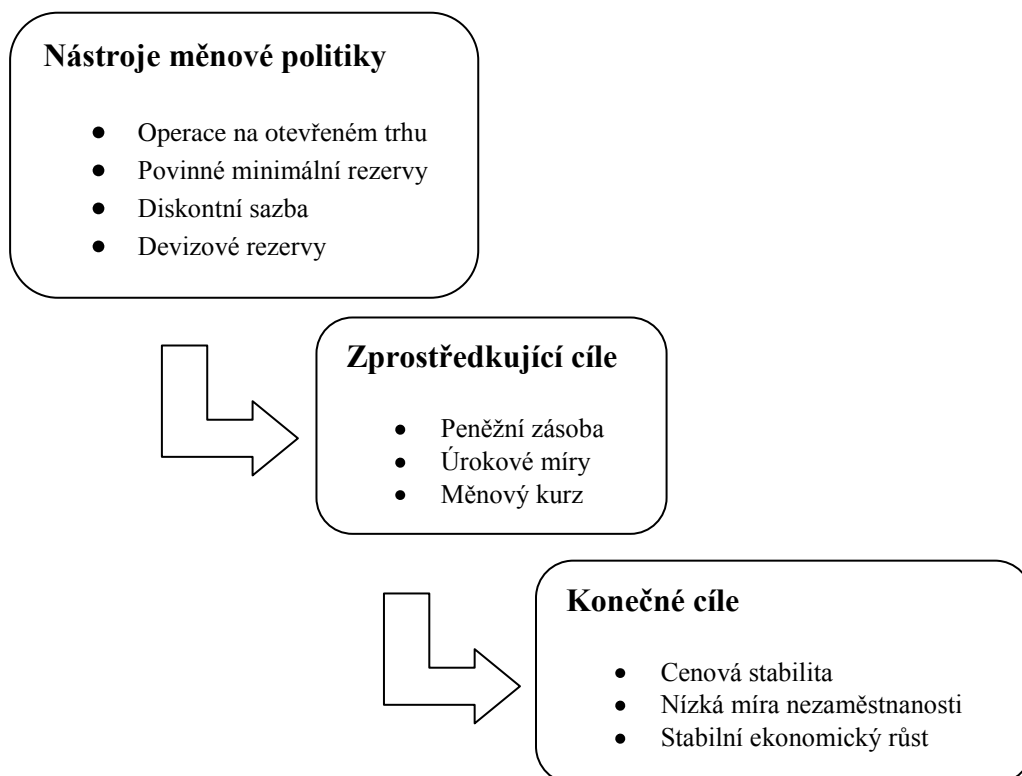 Nástroje měnové politiky
● Operace na otevřeném trhu
● Povinné minimální rezervy
● Diskontní sazba
● Devizové rezervy
Zprostředkující cíle
● Peněžní zásoba
● Úrokové míry
● Měnový kurz
Konečné cíle
● Cenová stabilita
● Nízká míra nezaměstnanosti
● Stabilní ekonomický růst